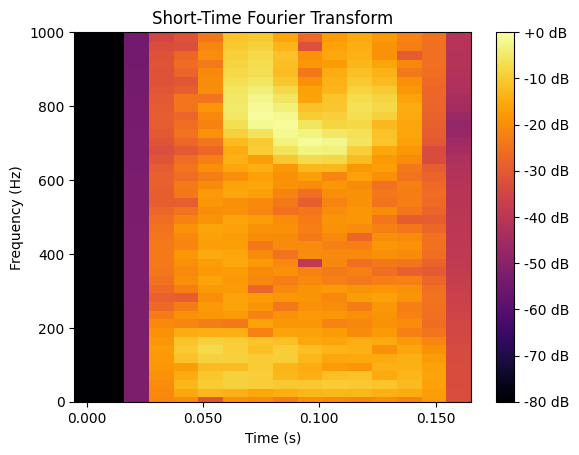 Short-Time Fourier Transform
Frequency (Hz)
1000
800
600
400
200
0
0.000
0.050
0.100
0.150
Time (s)
+0 dB
-10 dB
-20 dB
-30 dB
-40 dB
-50 dB
-60 dB
-70 dB
-80 dB